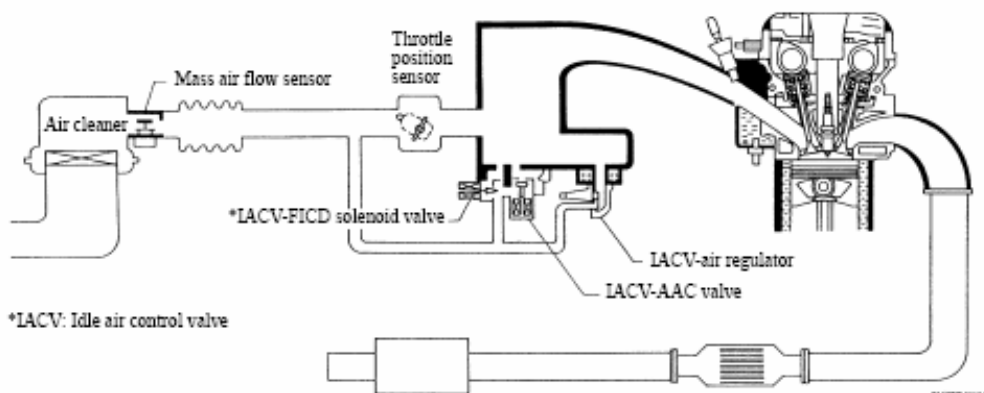 Throttle
position
sensor
Mass air flow sensor
Air cleaner
*IACV-FICD solenoid valve
IACV-air regulator
IACV-AAC valve
*IACV: Idle air control valve